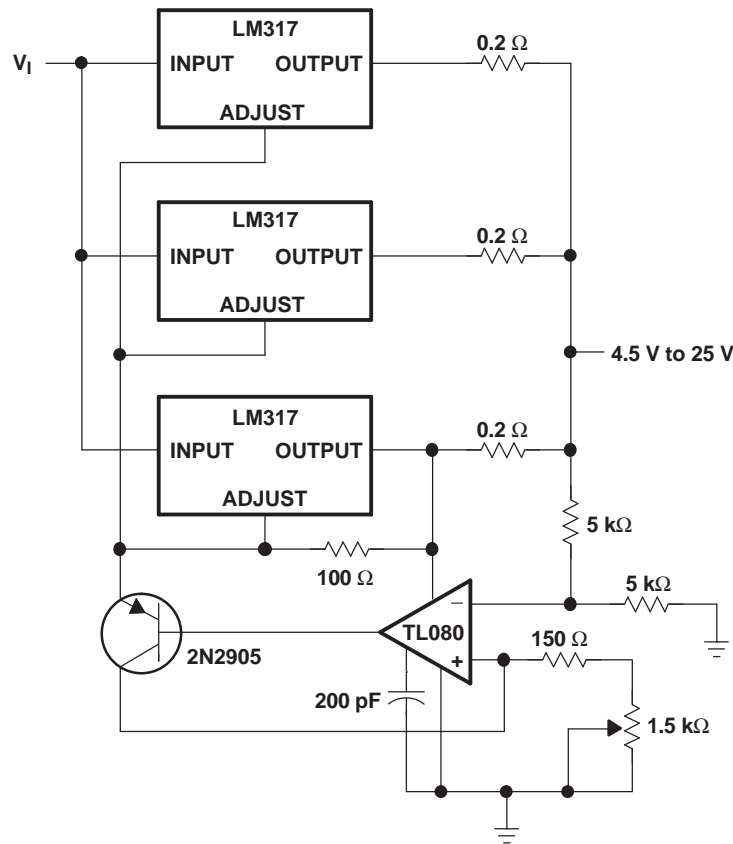 LM317
V_I
INPUT OUTPUT
ADJUST
0.2 Ω
LM317
INPUT OUTPUT
ADJUST
0.2 Ω
4.5 V to 25 V
LM317
INPUT OUTPUT
ADJUST
0.2 Ω
5 kΩ
100 Ω
5 kΩ
−
TL080
+
150 Ω
2N2905
200 pF
1.5 kΩ